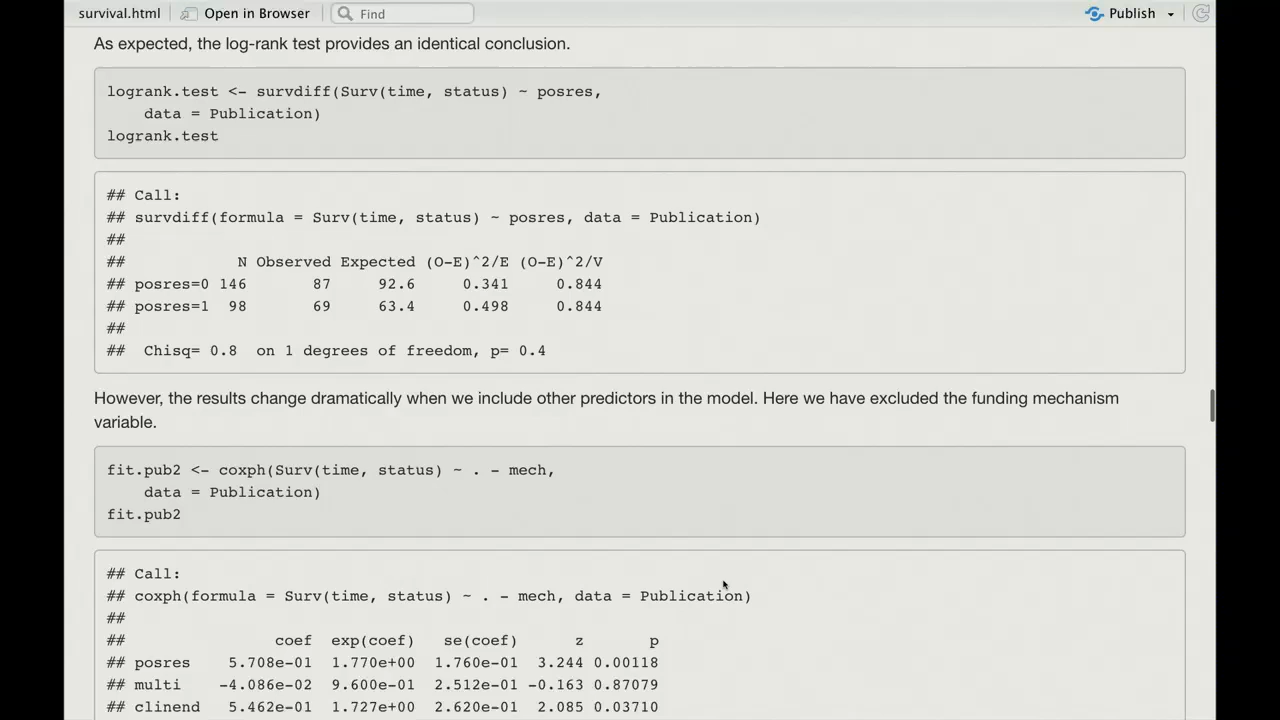 survival.html Open in Browser Find Publish
As expected, the log-rank test provides an identical conclusion.
logrank.test <- survdiff(Surv(time, status) ~ posres,
    data = Publication)
logrank.test
## Call:
## survdiff(formula = Surv(time, status) ~ posres, data = Publication)
##
##            N Observed Expected (O-E)^2/E (O-E)^2/V
## posres=0 146       87     92.6     0.341     0.844
## posres=1  98       69     63.4     0.498     0.844
##
##  Chisq= 0.8  on 1 degrees of freedom, p= 0.4
However, the results change dramatically when we include other predictors in the model. Here we have excluded the funding mechanism
variable.
fit.pub2 <- coxph(Surv(time, status) ~ . - mech,
    data = Publication)
fit.pub2
## Call:
## coxph(formula = Surv(time, status) ~ . - mech, data = Publication)
##
##                coef  exp(coef)   se(coef)      z       p
## posres    5.708e-01  1.770e+00  1.760e-01  3.244 0.00118
## multi    -4.086e-02  9.600e-01  2.512e-01 -0.163 0.87079
## clinend   5.462e-01  1.727e+00  2.620e-01  2.085 0.03710